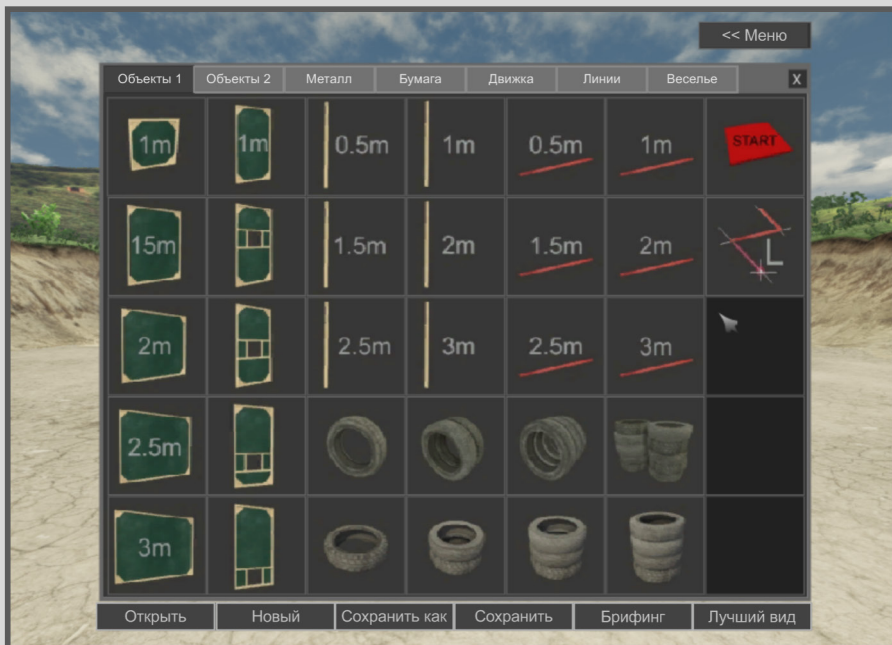 << Меню
Объекты 1 Объекты 2 Металл Бумага Движка Линии Веселье X
1m 1m 0.5m 1m 0.5m 1m START
15m 1.5m 2m 1.5m 2m L
2m 2.5m 3m 2.5m 3m
2.5m
3m
Открыть Новый Сохранить как Сохранить Брифинг Лучший вид